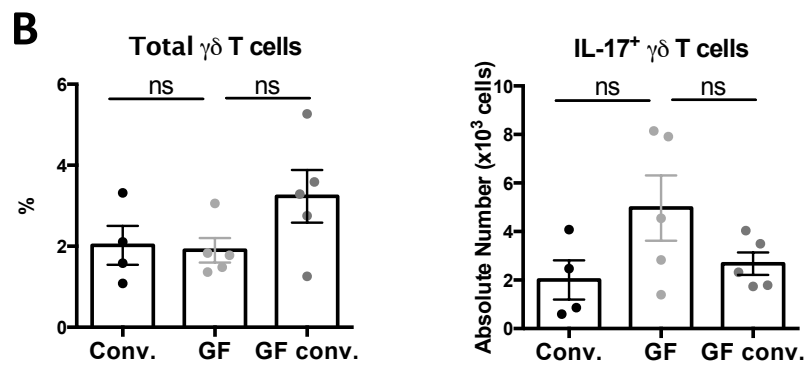 B
Total γδ T cells
%
6
4
2
0
ns
ns
Conv.
GF
GF conv.
IL-17⁺ γδ T cells
Absolute Number (x10³ cells)
10
8
6
4
2
0
ns
ns
Conv.
GF
GF conv.